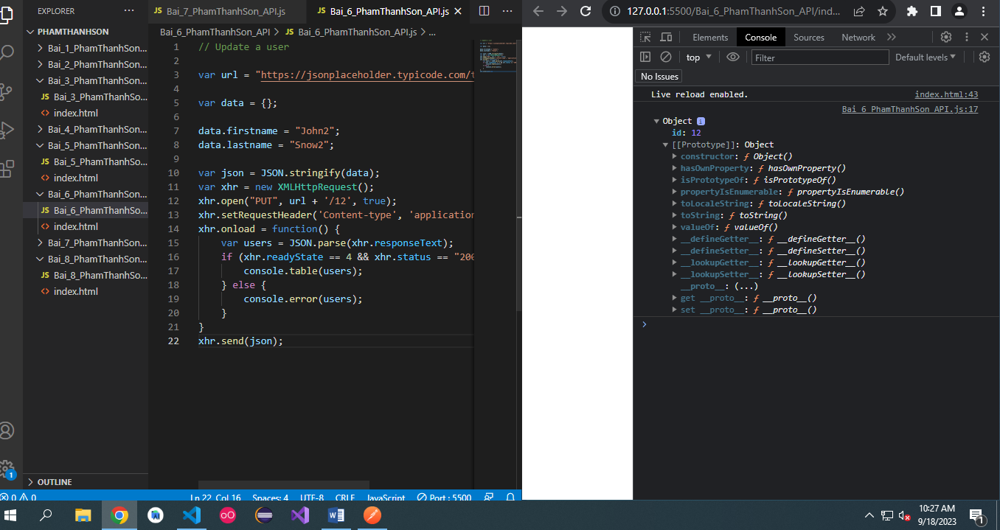 EXPLORER
PHAMTHANHSON
Bai_1_PhamThanhSon...
Bai_2_PhamThanhSon...
Bai_3_PhamThanhSon...
JS Bai_3_PhamThanhSo...
<> index.html
Bai_4_PhamThanhSon...
Bai_5_PhamThanhSon...
JS Bai_5_PhamThanhSo...
<> index.html
Bai_6_PhamThanhSon...
JS Bai_6_PhamThanhSo...
<> index.html
Bai_7_PhamThanhSon...
Bai_8_PhamThanhSon...
JS Bai_8_PhamThanhSo...
<> index.html
OUTLINE
JS Bai_7_PhamThanhSon_API.js
JS Bai_6_PhamThanhSon_API.js
Bai_6_PhamThanhSon_API > JS Bai_6_PhamThanhSon_API.js > ...
1 // Update a user
2
3 var url = "https://jsonplaceholder.typicode.com/t
4
5 var data = {};
6
7 data.firstname = "John2";
8 data.lastname = "Snow2";
9
10 var json = JSON.stringify(data);
11 var xhr = new XMLHttpRequest();
12 xhr.open("PUT", url + '/12', true);
13 xhr.setRequestHeader('Content-type', 'application
14 xhr.onload = function() {
15 var users = JSON.parse(xhr.responseText);
16 if (xhr.readyState == 4 && xhr.status == "200
17 console.table(users);
18 } else {
19 console.error(users);
20 }
21 }
22 xhr.send(json);
1
0 0
Ln 22, Col 16 Spaces: 4 UTF-8 CRLF JavaScript Port : 5500
127.0.0.1:5500/Bai_6_PhamThanhSon_API/ind...
Elements Console Sources Network
top Filter Default levels
No Issues
Live reload enabled. index.html:43
Bai_6_PhamThanhSon_API.js:17
Object i
id: 12
[[Prototype]]: Object
constructor: ƒ Object()
hasOwnProperty: ƒ hasOwnProperty()
isPrototypeOf: ƒ isPrototypeOf()
propertyIsEnumerable: ƒ propertyIsEnumerable()
toLocaleString: ƒ toLocaleString()
toString: ƒ toString()
valueOf: ƒ valueOf()
__defineGetter__: ƒ __defineGetter__()
__defineSetter__: ƒ __defineSetter__()
__lookupGetter__: ƒ __lookupGetter__()
__lookupSetter__: ƒ __lookupSetter__()
__proto__: (...)
get __proto__: ƒ __proto__()
set __proto__: ƒ __proto__()
10:27 AM
9/18/2023
1